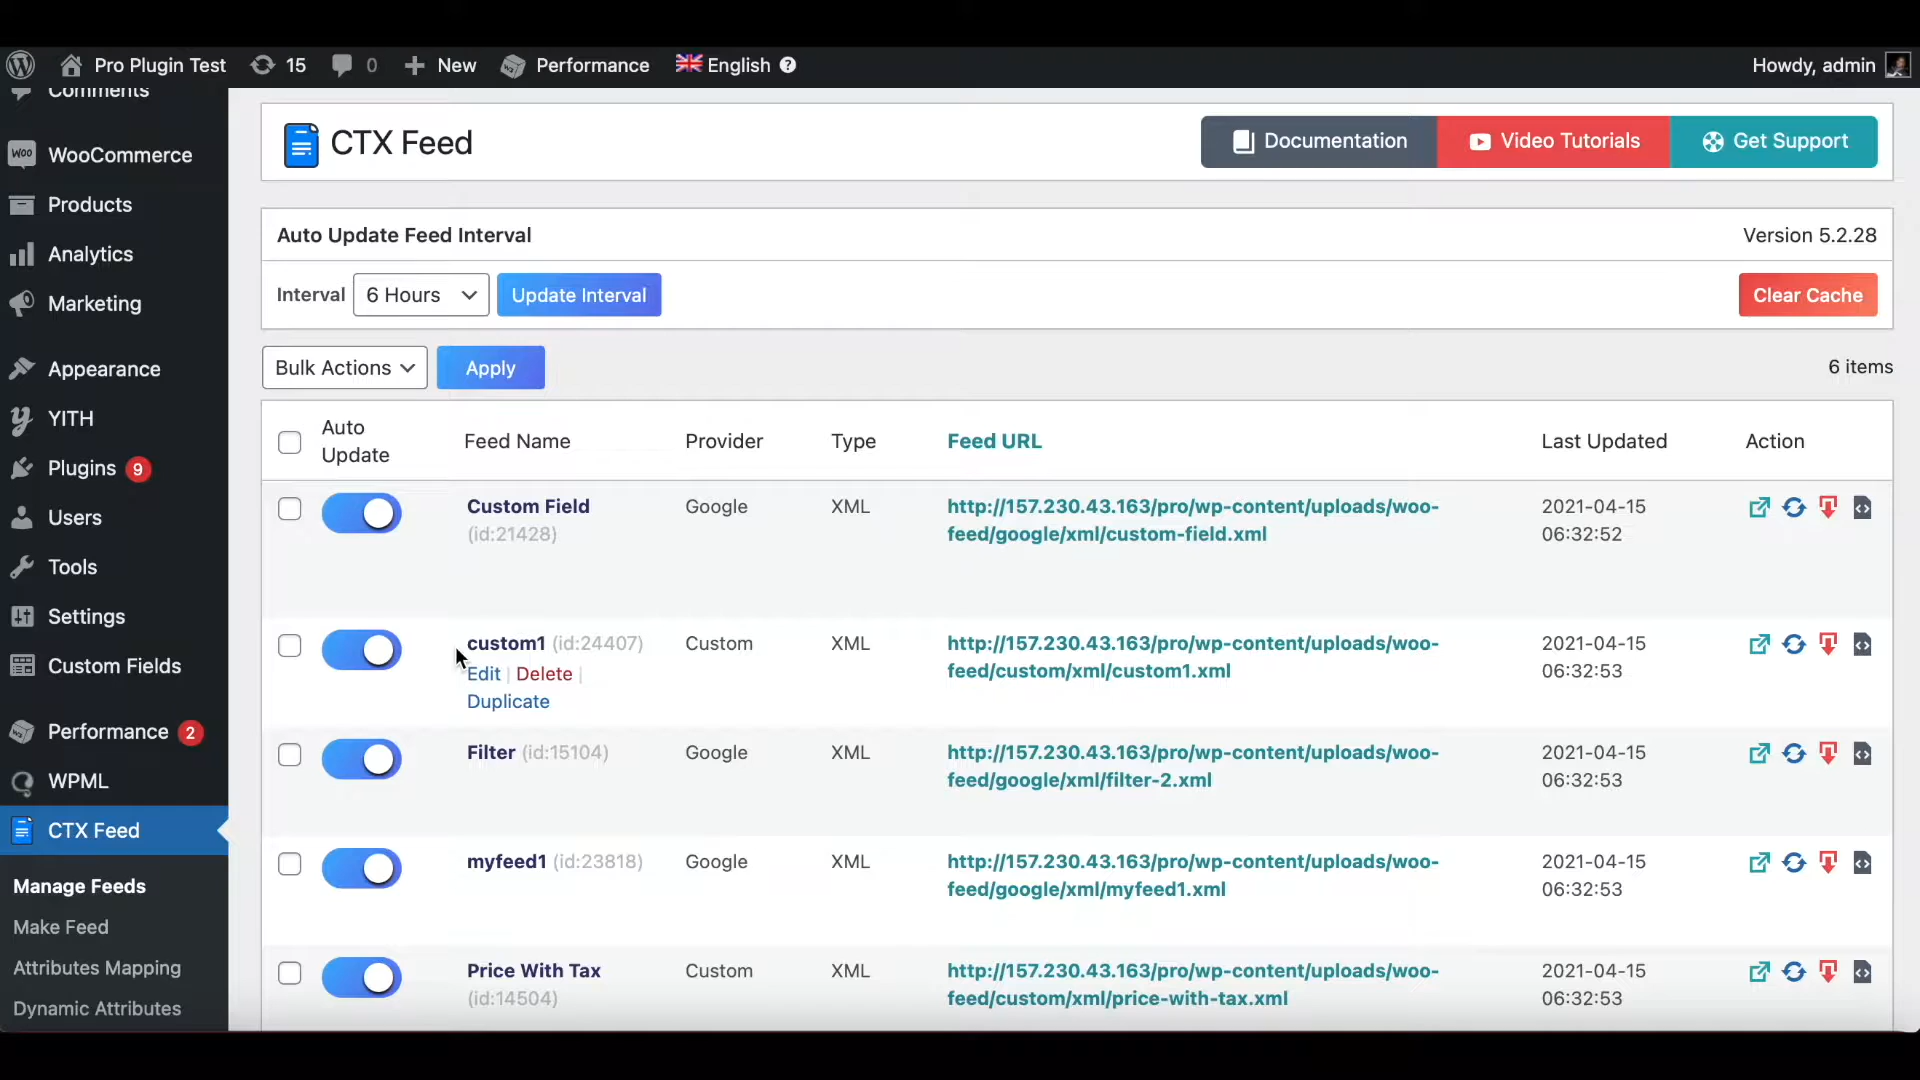 Pro Plugin Test 15 0 New Performance English Howdy, admin
Comments
WooCommerce
Products
Analytics
Marketing
Appearance
YITH
Plugins 9
Users
Tools
Settings
Custom Fields
Performance 2
WPML
CTX Feed
Manage Feeds
Make Feed
Attributes Mapping
Dynamic Attributes
CTX Feed
Documentation Video Tutorials Get Support
Auto Update Feed Interval Version 5.2.28
Interval 6 Hours Update Interval Clear Cache
Bulk Actions Apply 6 items
Auto
Update Feed Name Provider Type Feed URL Last Updated Action
Custom Field Google XML http://157.230.43.163/pro/wp-content/uploads/woo- 2021-04-15
(id:21428) feed/google/xml/custom-field.xml 06:32:52
custom1 (id:24407) Custom XML http://157.230.43.163/pro/wp-content/uploads/woo- 2021-04-15
Edit | Delete | feed/custom/xml/custom1.xml 06:32:53
Duplicate
Filter (id:15104) Google XML http://157.230.43.163/pro/wp-content/uploads/woo- 2021-04-15
feed/google/xml/filter-2.xml 06:32:53
myfeed1 (id:23818) Google XML http://157.230.43.163/pro/wp-content/uploads/woo- 2021-04-15
feed/google/xml/myfeed1.xml 06:32:53
Price With Tax Custom XML http://157.230.43.163/pro/wp-content/uploads/woo- 2021-04-15
(id:14504) feed/custom/xml/price-with-tax.xml 06:32:53